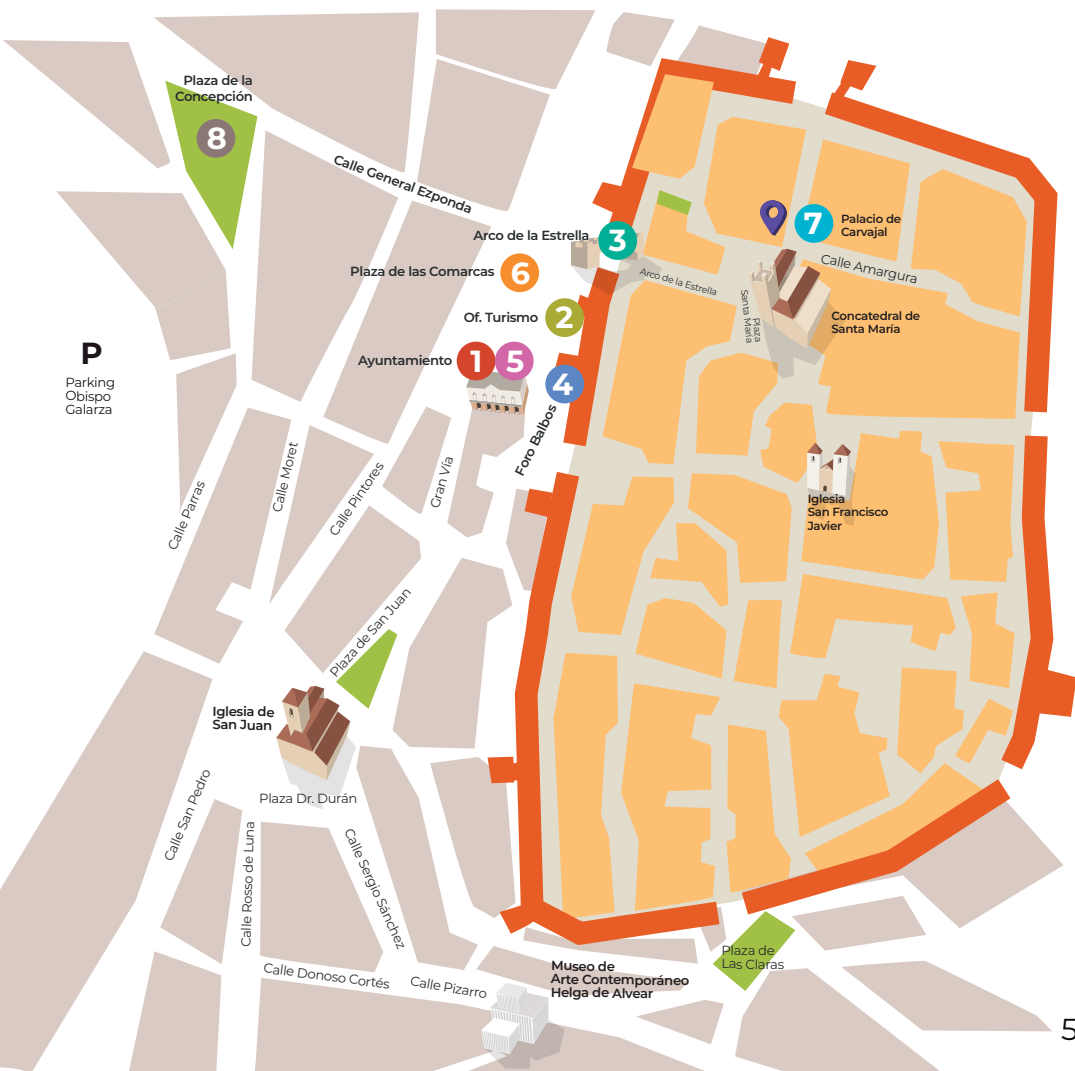 Plaza de la
Concepción
8
Calle General Ezponda
Arco de la Estrella
3
7
Palacio de
Carvajal
Plaza de las Comarcas
6
Arco de la Estrella
Calle Amargura
Of. Turismo
2
Plaza
Santa María
Concatedral de
Santa María
P
Parking
Obispo
Galarza
Ayuntamiento
1
5
4
Foro Balbos
Calle Parras
Calle Moret
Calle Pintores
Gran Vía
Iglesia
San Francisco
Javier
Plaza de San Juan
Iglesia de
San Juan
Plaza Dr. Durán
Calle San Pedro
Calle Rosso de Luna
Calle Sergio Sánchez
Calle Donoso Cortés
Calle Pizarro
Museo de
Arte Contemporáneo
Helga de Alvear
Plaza de
Las Claras
5